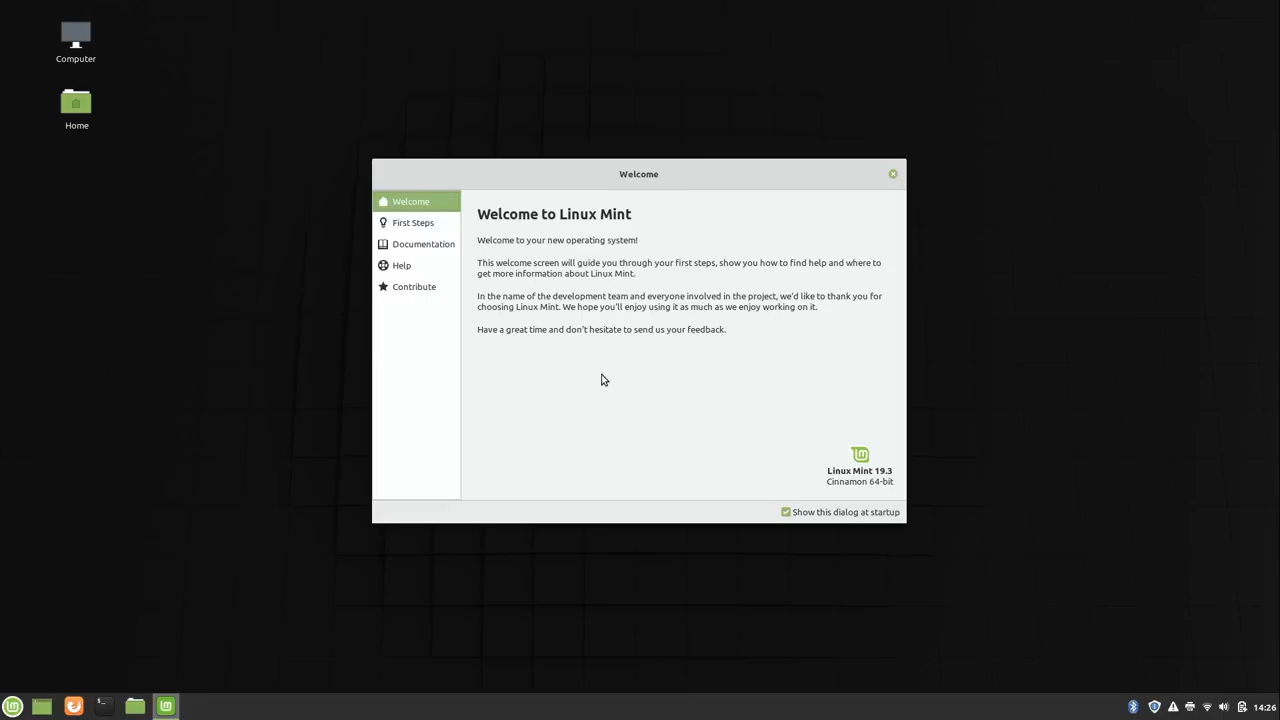 Computer
Home
Welcome
Welcome
First Steps
Documentation
Help
Contribute
Welcome to Linux Mint
Welcome to your new operating system!
This welcome screen will guide you through your first steps, show you how to find help and where to
get more information about Linux Mint.
In the name of the development team and everyone involved in the project, we'd like to thank you for
choosing Linux Mint. We hope you'll enjoy using it as much as we enjoy working on it.
Have a great time and don't hesitate to send us your feedback.
Linux Mint 19.3
Cinnamon 64-bit
Show this dialog at startup
14:26